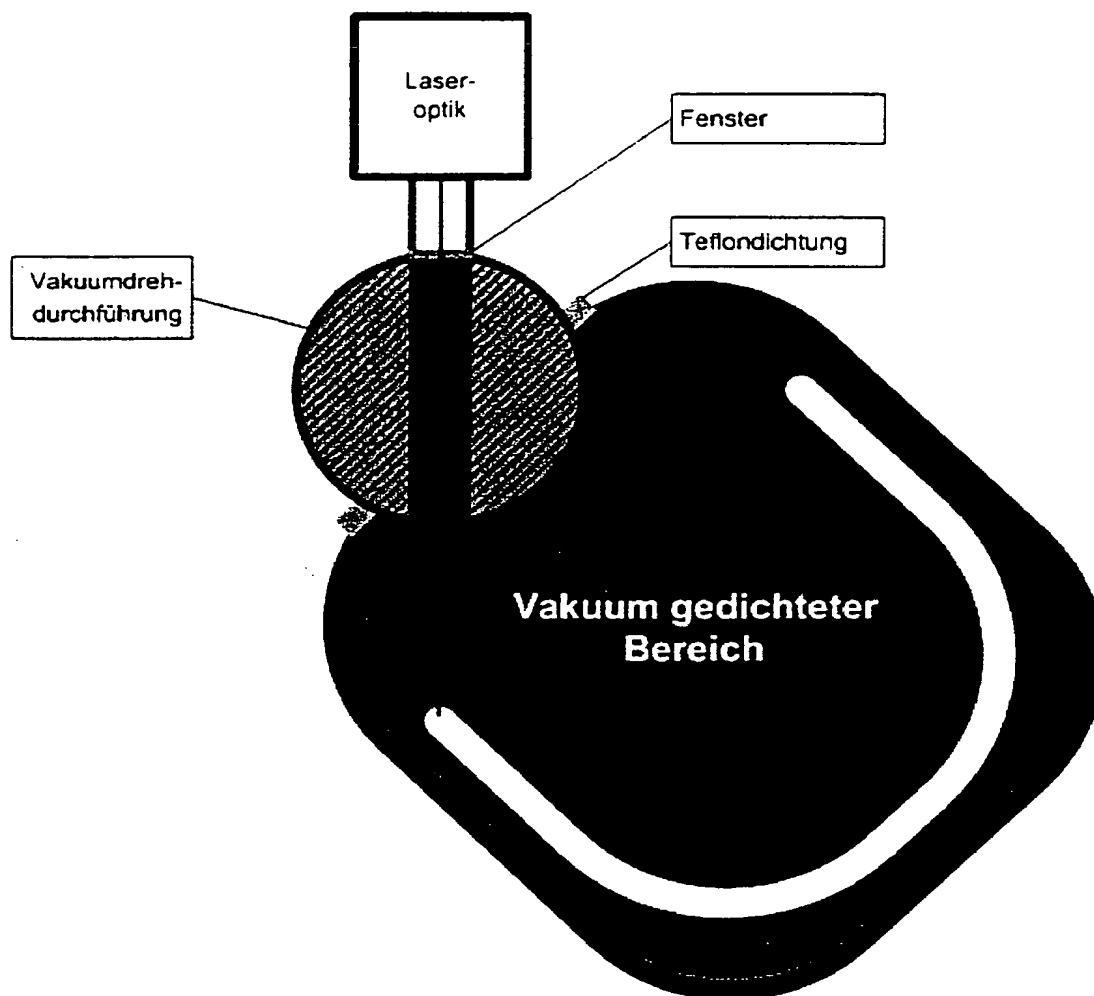 Laser-
optik
Fenster
Teflondichtung
Vakuumdreh-
durchführung
Vakuum gedichteter
Bereich